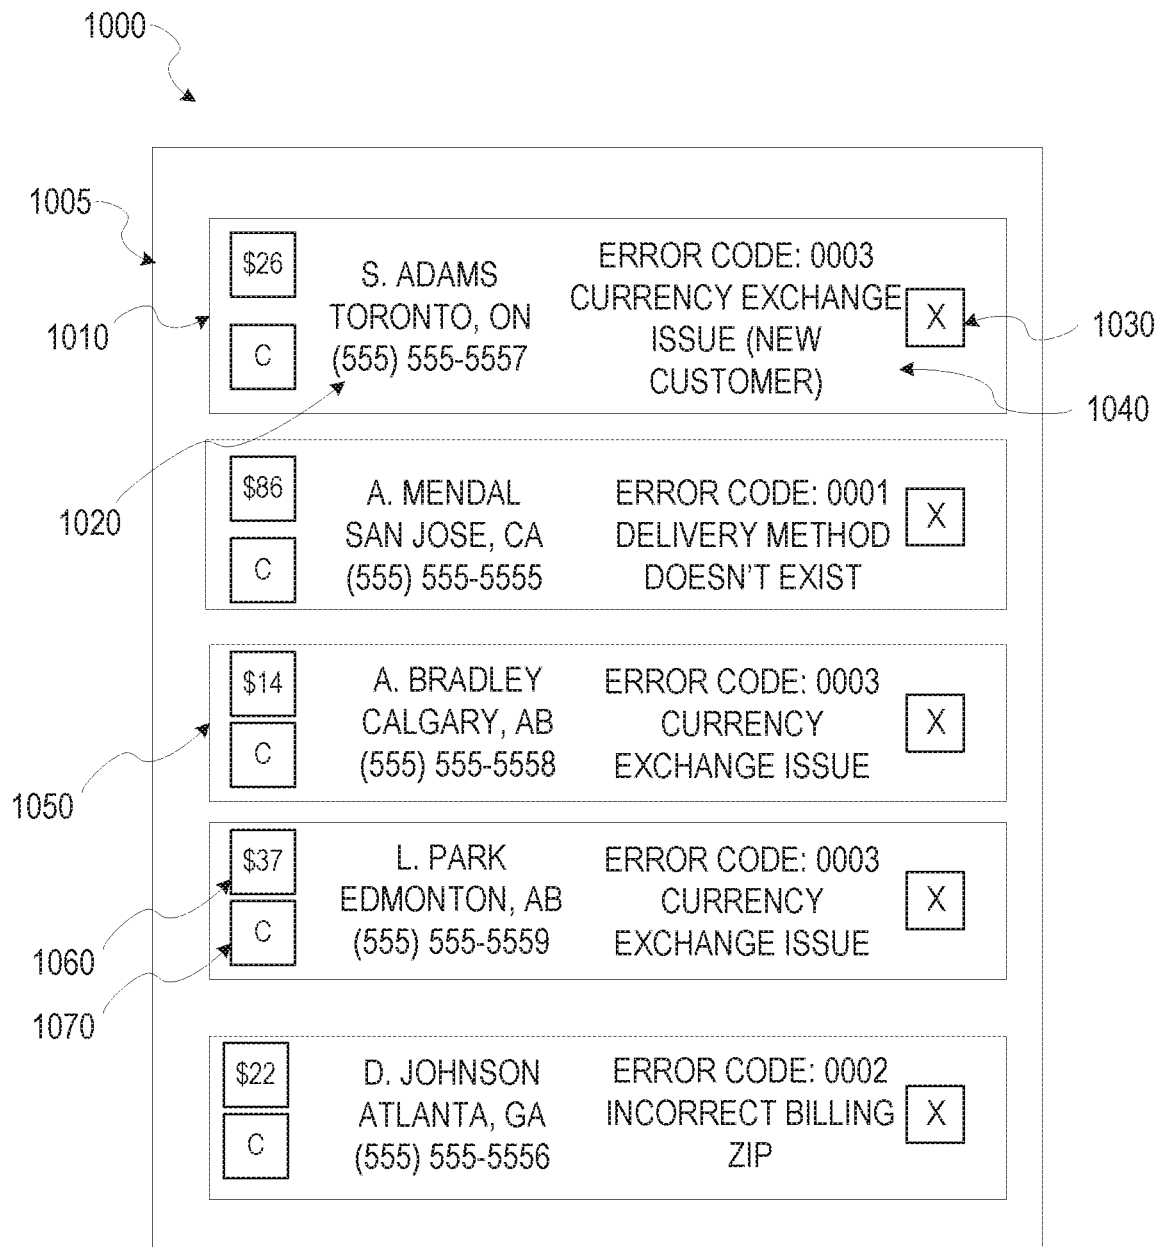 1000
1005
1010
$26
C
S. ADAMS
TORONTO, ON
(555) 555-5557
ERROR CODE: 0003
CURRENCY EXCHANGE
ISSUE (NEW
CUSTOMER)
X
1030
1040
1020
$86
C
A. MENDAL
SAN JOSE, CA
(555) 555-5555
ERROR CODE: 0001
DELIVERY METHOD
DOESN'T EXIST
X
1050
$14
C
A. BRADLEY
CALGARY, AB
(555) 555-5558
ERROR CODE: 0003
CURRENCY
EXCHANGE ISSUE
X
1060
1070
$37
C
L. PARK
EDMONTON, AB
(555) 555-5559
ERROR CODE: 0003
CURRENCY
EXCHANGE ISSUE
X
$22
C
D. JOHNSON
ATLANTA, GA
(555) 555-5556
ERROR CODE: 0002
INCORRECT BILLING
ZIP
X